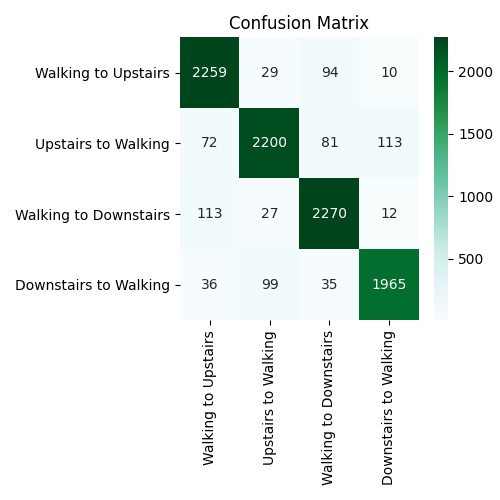 Confusion Matrix
Walking to Upstairs 2259 29 94 10
Upstairs to Walking 72 2200 81 113
Walking to Downstairs 113 27 2270 12
Downstairs to Walking 36 99 35 1965
Walking to Upstairs
Upstairs to Walking
Walking to Downstairs
Downstairs to Walking
2000
1500
1000
500